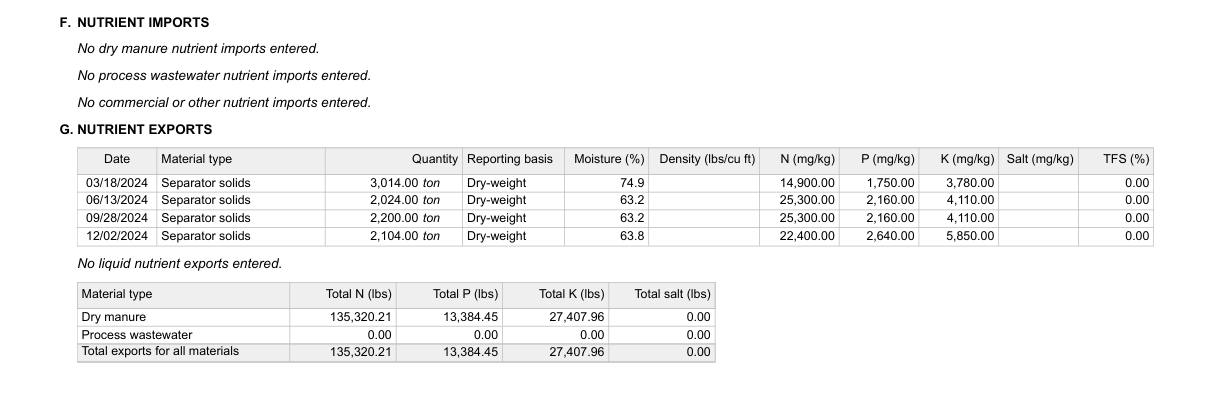 F. NUTRIENT IMPORTS
No dry manure nutrient imports entered.
No process wastewater nutrient imports entered.
No commercial or other nutrient imports entered.
G. NUTRIENT EXPORTS
Date Material type Quantity Reporting basis Moisture (%) Density (lbs/cu ft) N (mg/kg) P (mg/kg) K (mg/kg) Salt (mg/kg) TFS (%)
03/18/2024 Separator solids 3,014.00 ton Dry-weight 74.9 14,900.00 1,750.00 3,780.00 0.00
06/13/2024 Separator solids 2,024.00 ton Dry-weight 63.2 25,300.00 2,160.00 4,110.00 0.00
09/28/2024 Separator solids 2,200.00 ton Dry-weight 63.2 25,300.00 2,160.00 4,110.00 0.00
12/02/2024 Separator solids 2,104.00 ton Dry-weight 63.8 22,400.00 2,640.00 5,850.00 0.00
No liquid nutrient exports entered.
Material type Total N (lbs) Total P (lbs) Total K (lbs) Total salt (lbs)
Dry manure 135,320.21 13,384.45 27,407.96 0.00
Process wastewater 0.00 0.00 0.00 0.00
Total exports for all materials 135,320.21 13,384.45 27,407.96 0.00